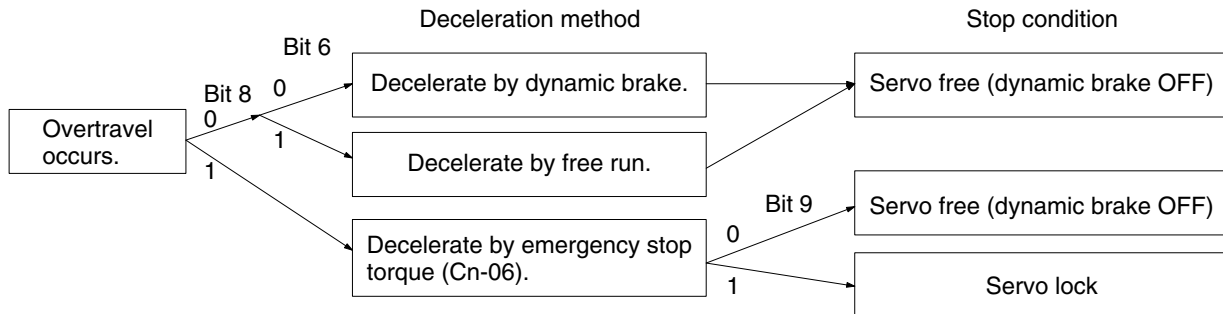 Deceleration method
Stop condition
Bit 6
0
Decelerate by dynamic brake.
Servo free (dynamic brake OFF)
Bit 8
0
1
Overtravel
occurs.
Decelerate by free run.
1
Bit 9
Servo free (dynamic brake OFF)
Decelerate by emergency stop
torque (Cn-06).
0
1
Servo lock